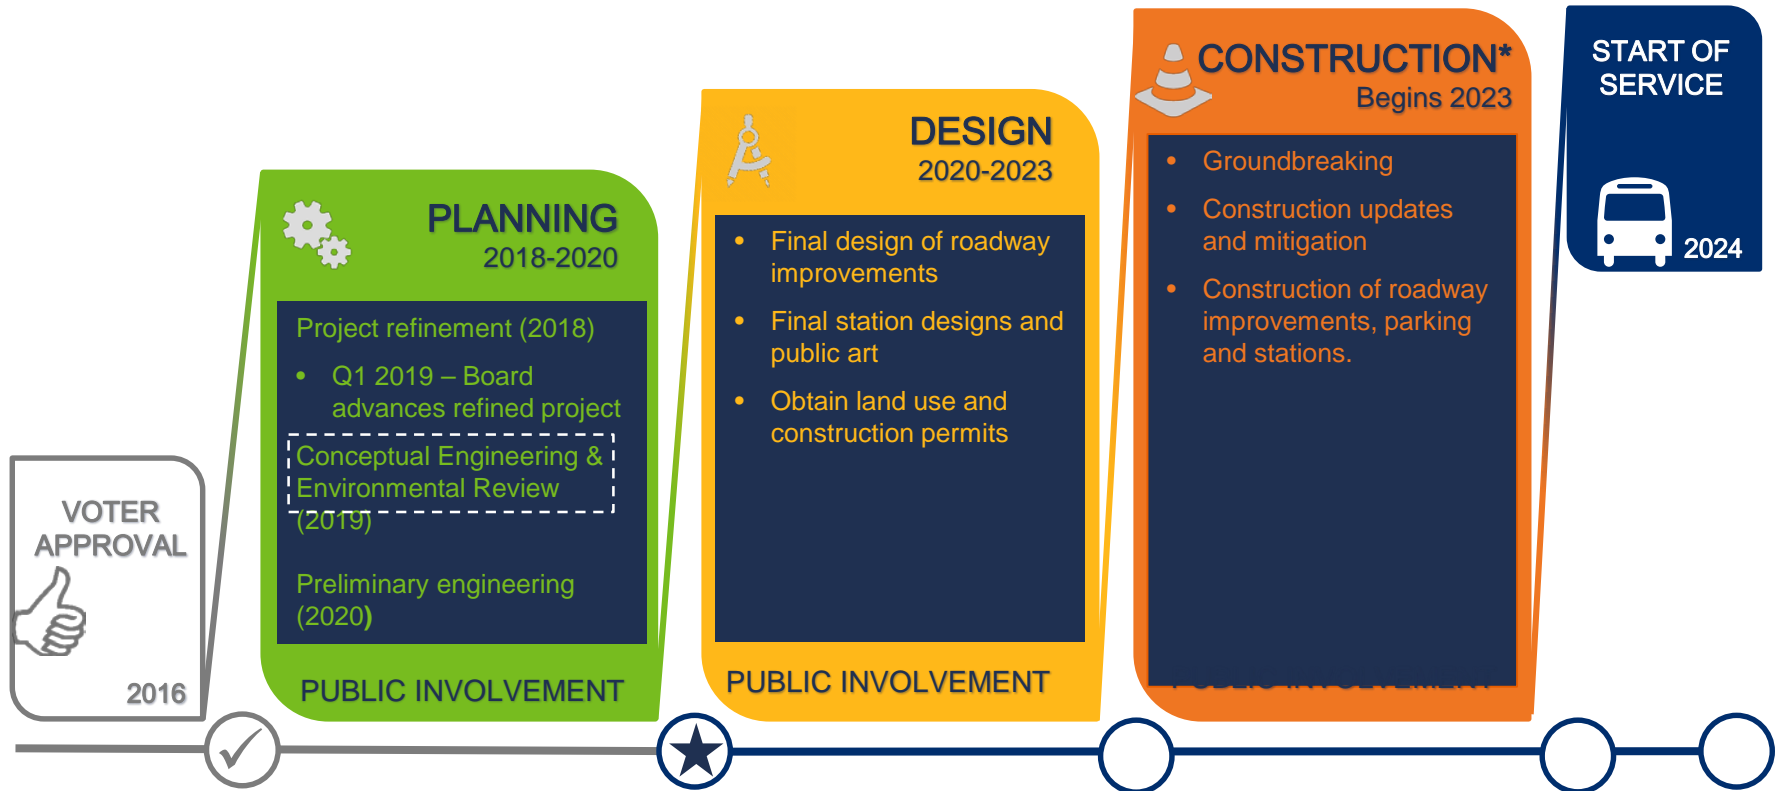 VOTER
APPROVAL
2016
PLANNING
2018-2020
Project refinement (2018)
• Q1 2019 – Board
advances refined project
Conceptual Engineering &
Environmental Review
(2019)
Preliminary engineering
(2020)
PUBLIC INVOLVEMENT
DESIGN
2020-2023
• Final design of roadway
improvements
• Final station designs and
public art
• Obtain land use and
construction permits
PUBLIC INVOLVEMENT
CONSTRUCTION*
Begins 2023
• Groundbreaking
• Construction updates
and mitigation
• Construction of roadway
improvements, parking
and stations.
PUBLIC INVOLVEMENT
START OF
SERVICE
2024